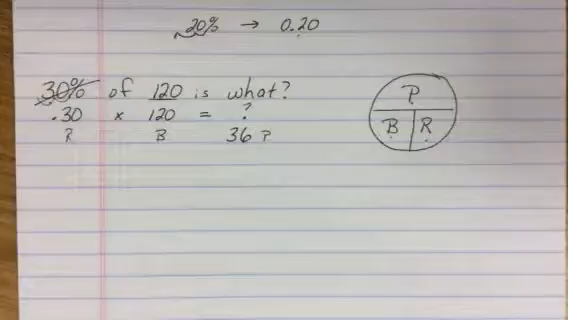 20% → 0.20
30% of 120 is what?
.30 x 120 = ?
R B 36 P
P
B R